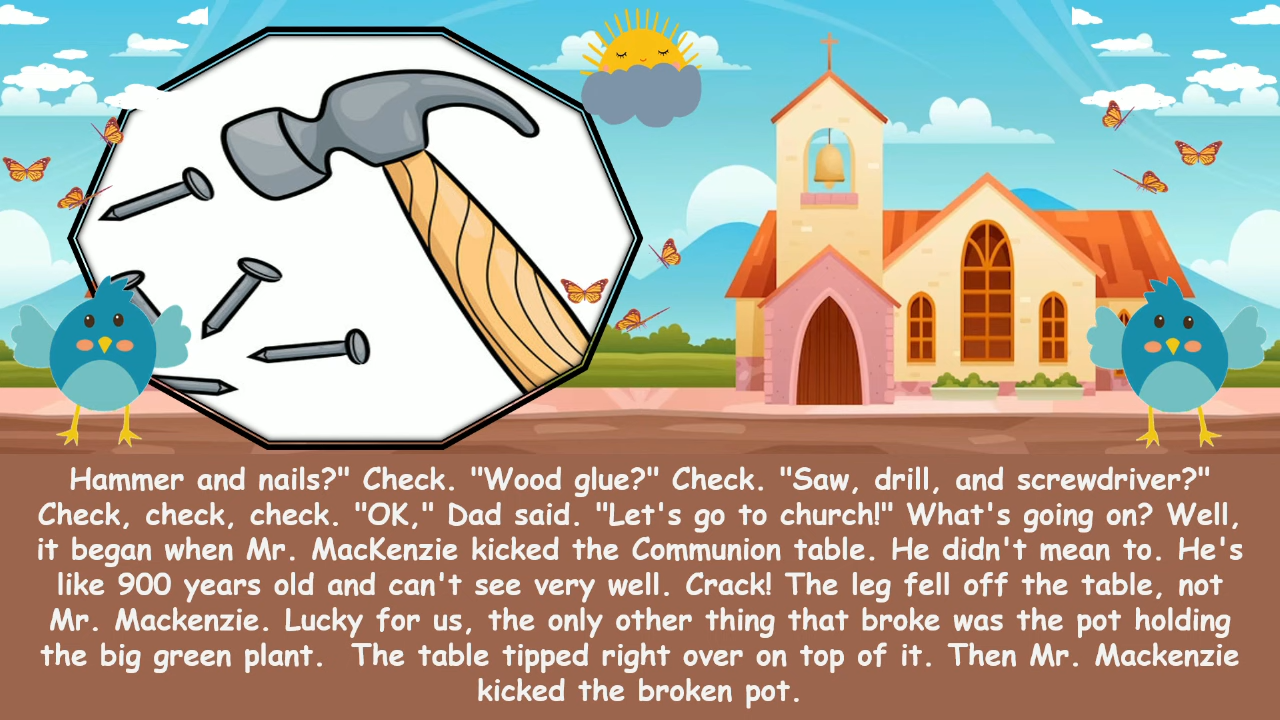 Hammer and nails?" Check. "Wood glue?" Check. "Saw, drill, and screwdriver?"
Check, check, check. "OK," Dad said. "Let's go to church!" What's going on? Well,
it began when Mr. MacKenzie kicked the Communion table. He didn't mean to. He's
like 900 years old and can't see very well. Crack! The leg fell off the table, not
Mr. Mackenzie. Lucky for us, the only other thing that broke was the pot holding
the big green plant.  The table tipped right over on top of it. Then Mr. Mackenzie
kicked the broken pot.